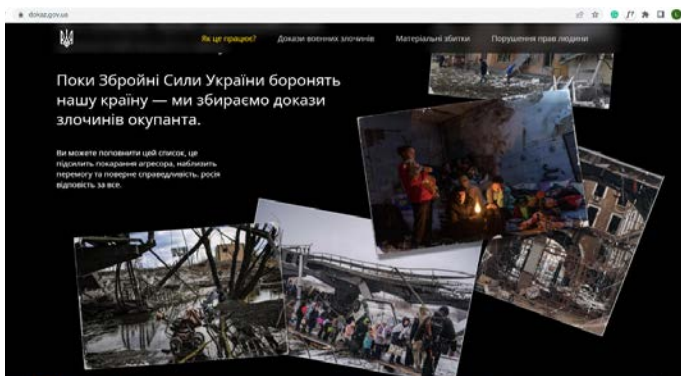 dokaz.gov.ua
Як це працює? Докази воєнних злочинів Матеріальні збитки Порушення прав людини
Поки Збройні Сили України боронять
нашу країну — ми збираємо докази
злочинів окупанта.
Ви можете поповнити цей список, це
підсилить покарання агресора, наблизить
перемогу та поверне справедливість. росія
відповість за все.